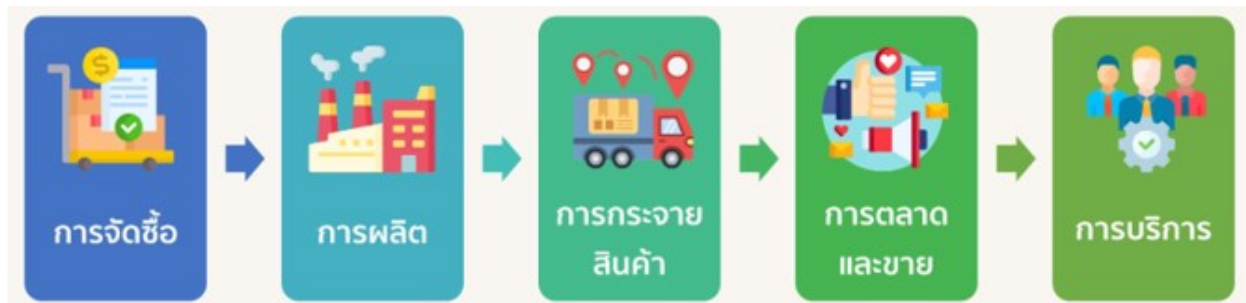 การจัดซื้อ
การผลิต
การกระจาย
สินค้า
การตลาด
และขาย
การบริการ